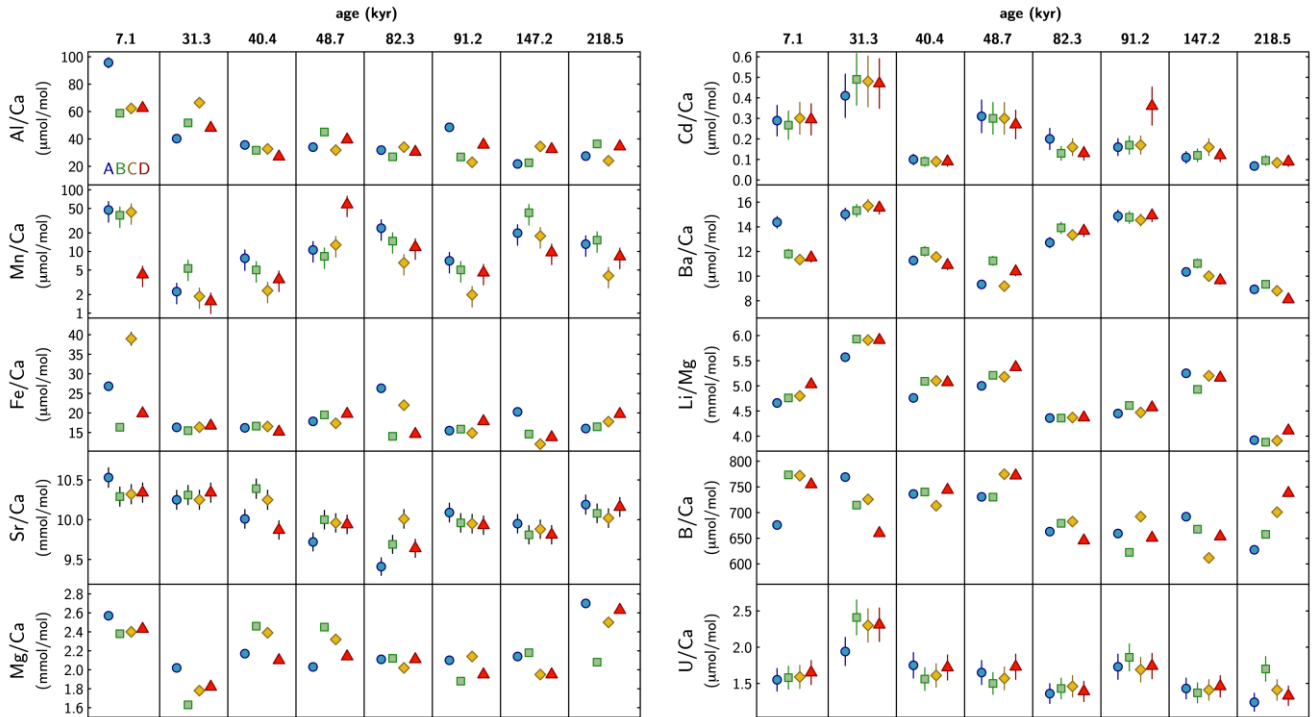 age (kyr)
7.1 31.3 40.4 48.7 82.3 91.2 147.2 218.5
Al/Ca
(μmol/mol)
100
80
60
40
20
ABCD
Mn/Ca
(μmol/mol)
50
20
10
5
2
1
Fe/Ca
(μmol/mol)
40
35
30
25
20
15
Sr/Ca
(mmol/mol)
10.5
10.0
9.5
Mg/Ca
(mmol/mol)
2.8
2.6
2.4
2.2
2.0
1.8
1.6
age (kyr)
7.1 31.3 40.4 48.7 82.3 91.2 147.2 218.5
Cd/Ca
(μmol/mol)
0.6
0.5
0.4
0.3
0.2
0.1
0.0
Ba/Ca
(μmol/mol)
16
14
12
10
8
Li/Mg
(mmol/mol)
6.0
5.5
5.0
4.5
4.0
B/Ca
(μmol/mol)
800
750
700
650
600
U/Ca
(μmol/mol)
2.5
2.0
1.5